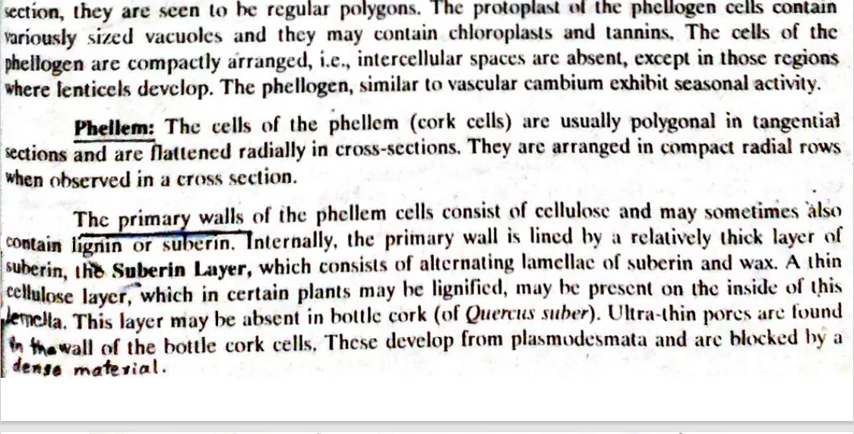 section, they are seen to be regular polygons. The protoplast of the phellogen cells contain
variously sized vacuoles and they may contain chloroplasts and tannins. The cells of the
phellogen are compactly arranged, i.e., intercellular spaces are absent, except in those regions
where lenticels develop. The phellogen, similar to vascular cambium exhibit seasonal activity.
Phellem: The cells of the phellem (cork cells) are usually polygonal in tangential
sections and are flattened radially in cross-sections. They are arranged in compact radial rows
when observed in a cross section.
The primary walls of the phellem cells consist of cellulose and may sometimes also
contain lignin or suberin. Internally, the primary wall is lined by a relatively thick layer of
suberin, the Suberin Layer, which consists of alternating lamellae of suberin and wax. A thin
cellulose layer, which in certain plants may be lignified, may be present on the inside of this
lemella. This layer may be absent in bottle cork (of Quercus suber). Ultra-thin pores are found
in the wall of the bottle cork cells. These develop from plasmodesmata and are blocked by a
dense material.